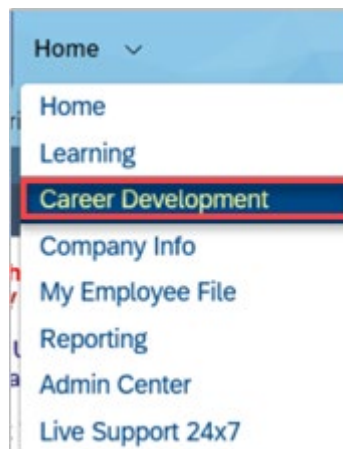 Home
Home
Learning
Career Development
Company Info
My Employee File
Reporting
Admin Center
Live Support 24x7